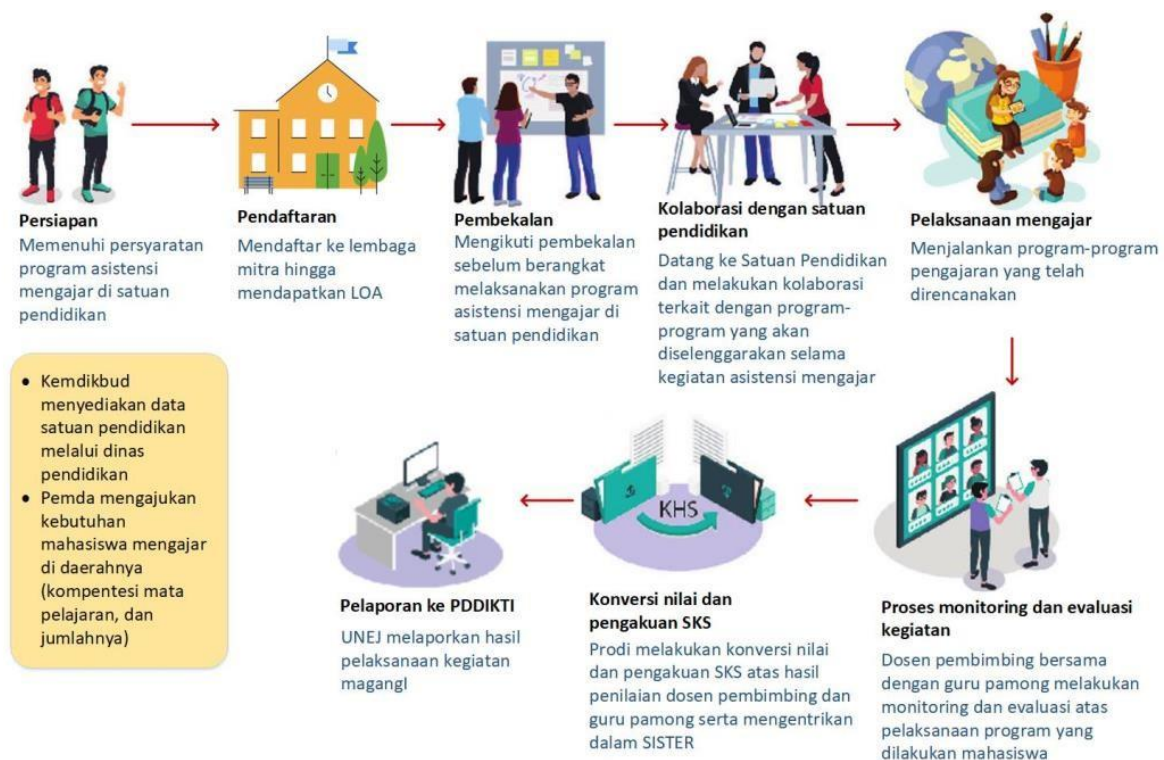 Persiapan
Memenuhi persyaratan
program asistensi
mengajar di satuan
pendidikan
Pendaftaran
Mendaftar ke lembaga
mitra hingga
mendapatkan LOA
Pembekalan
Mengikuti pembekalan
sebelum berangkat
melaksanakan program
asistensi mengajar di
satuan pendidikan
Kolaborasi dengan satuan
pendidikan
Datang ke Satuan Pendidikan
dan melakukan kolaborasi
terkait dengan program-
program yang akan
diselenggarakan selama
kegiatan asistensi mengajar
Pelaksanaan mengajar
Menjalankan program-program
pengajaran yang telah
direncanakan
• Kemdikbud
menyediakan data
satuan pendidikan
melalui dinas
pendidikan
• Pemda mengajukan
kebutuhan
mahasiswa mengajar
di daerahnya
(kompentesi mata
pelajaran, dan
jumlahnya)
Proses monitoring dan evaluasi
kegiatan
Dosen pembimbing bersama
dengan guru pamong melakukan
monitoring dan evaluasi atas
pelaksanaan program yang
dilakukan mahasiswa
KHS
Konversi nilai dan
pengakuan SKS
Prodi melakukan konversi nilai
dan pengakuan SKS atas hasil
penilaian dosen pembimbing dan
guru pamong serta mengentrikan
dalam SISTER
Pelaporan ke PDDIKTI
UNEJ melaporkan hasil
pelaksanaan kegiatan
magangl